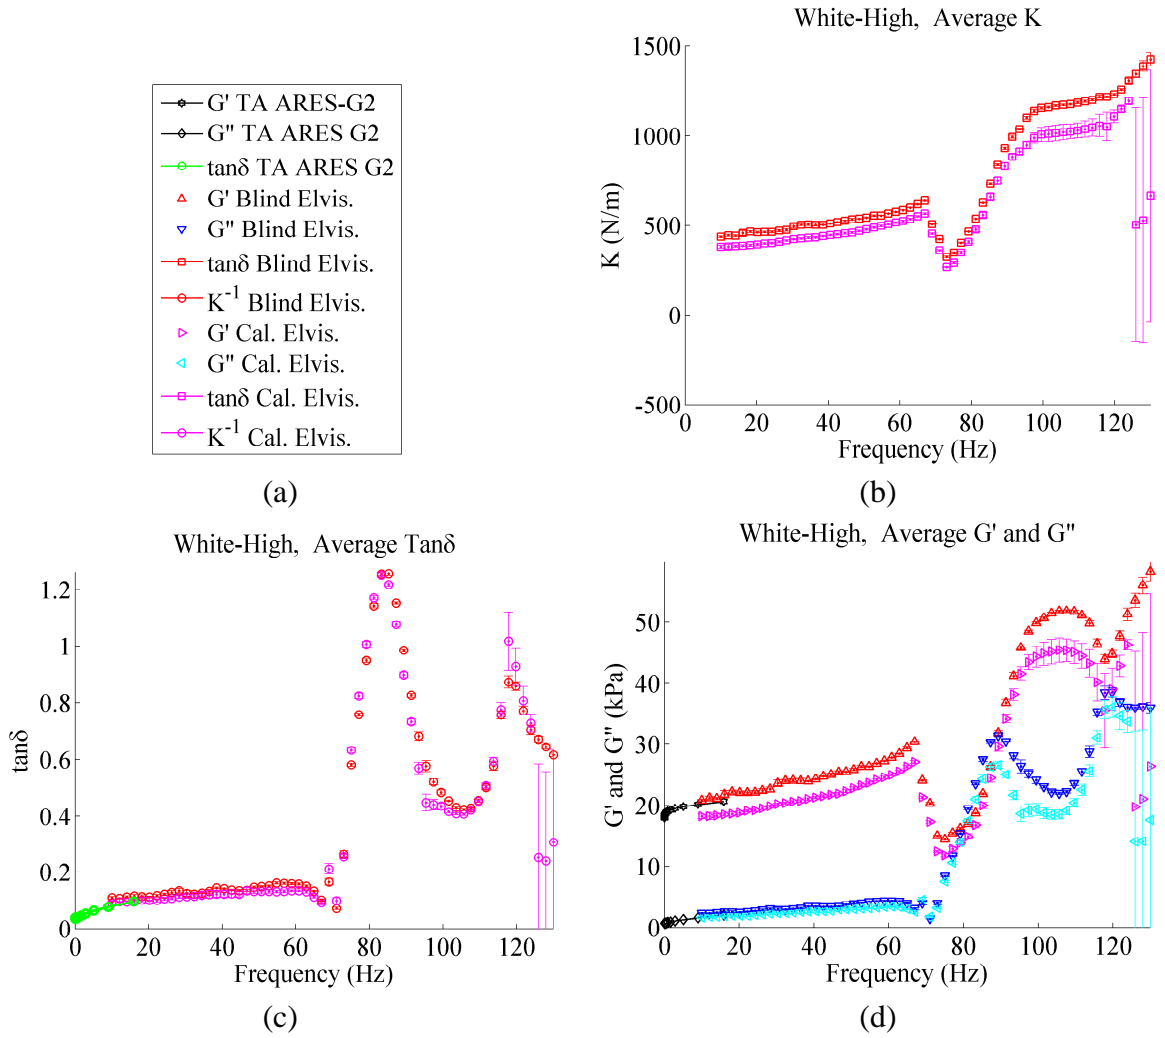 White-High, Average K
G' TA ARES-G2
G" TA ARES G2
tanδ TA ARES G2
G' Blind Elvis.
G" Blind Elvis.
tanδ Blind Elvis.
K⁻¹ Blind Elvis.
G' Cal. Elvis.
G" Cal. Elvis.
tanδ Cal. Elvis.
K⁻¹ Cal. Elvis.
(a)
1500
1000
500
0
-500
K (N/m)
0 20 40 60 80 100 120
Frequency (Hz)
(b)
White-High, Average Tanδ
1.2
1
0.8
0.6
0.4
0.2
0
tanδ
0 20 40 60 80 100 120
Frequency (Hz)
(c)
White-High, Average G' and G"
50
40
30
20
10
0
G' and G" (kPa)
0 20 40 60 80 100 120
Frequency (Hz)
(d)